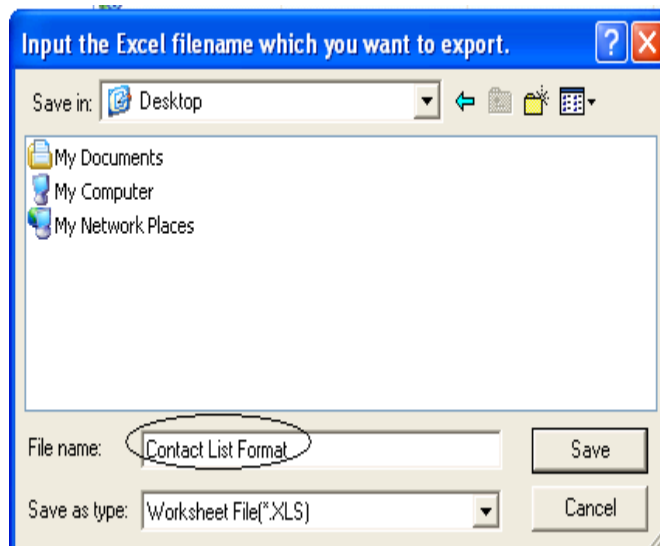 Input the Excel filename which you want to export.
Save in: Desktop
My Documents
My Computer
My Network Places
File name: Contact List Format Save
Save as type: Worksheet File(*.XLS) Cancel